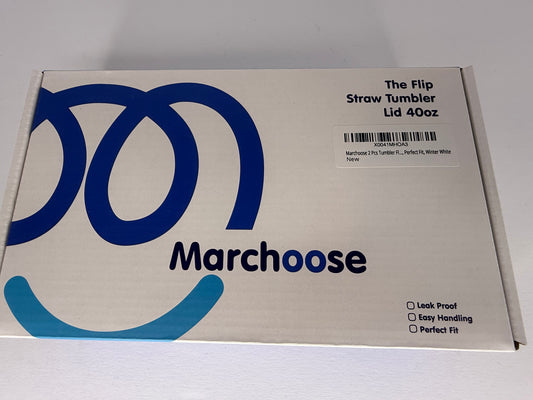 The Flip
Straw Tumbler
Lid 40oz
X0041MHOA3
Marchoose 2 Pcs Tumbler Fl..., Perfect Fit, Winter White
New
Marchoose
Leak Proof
Easy Handling
Perfect Fit